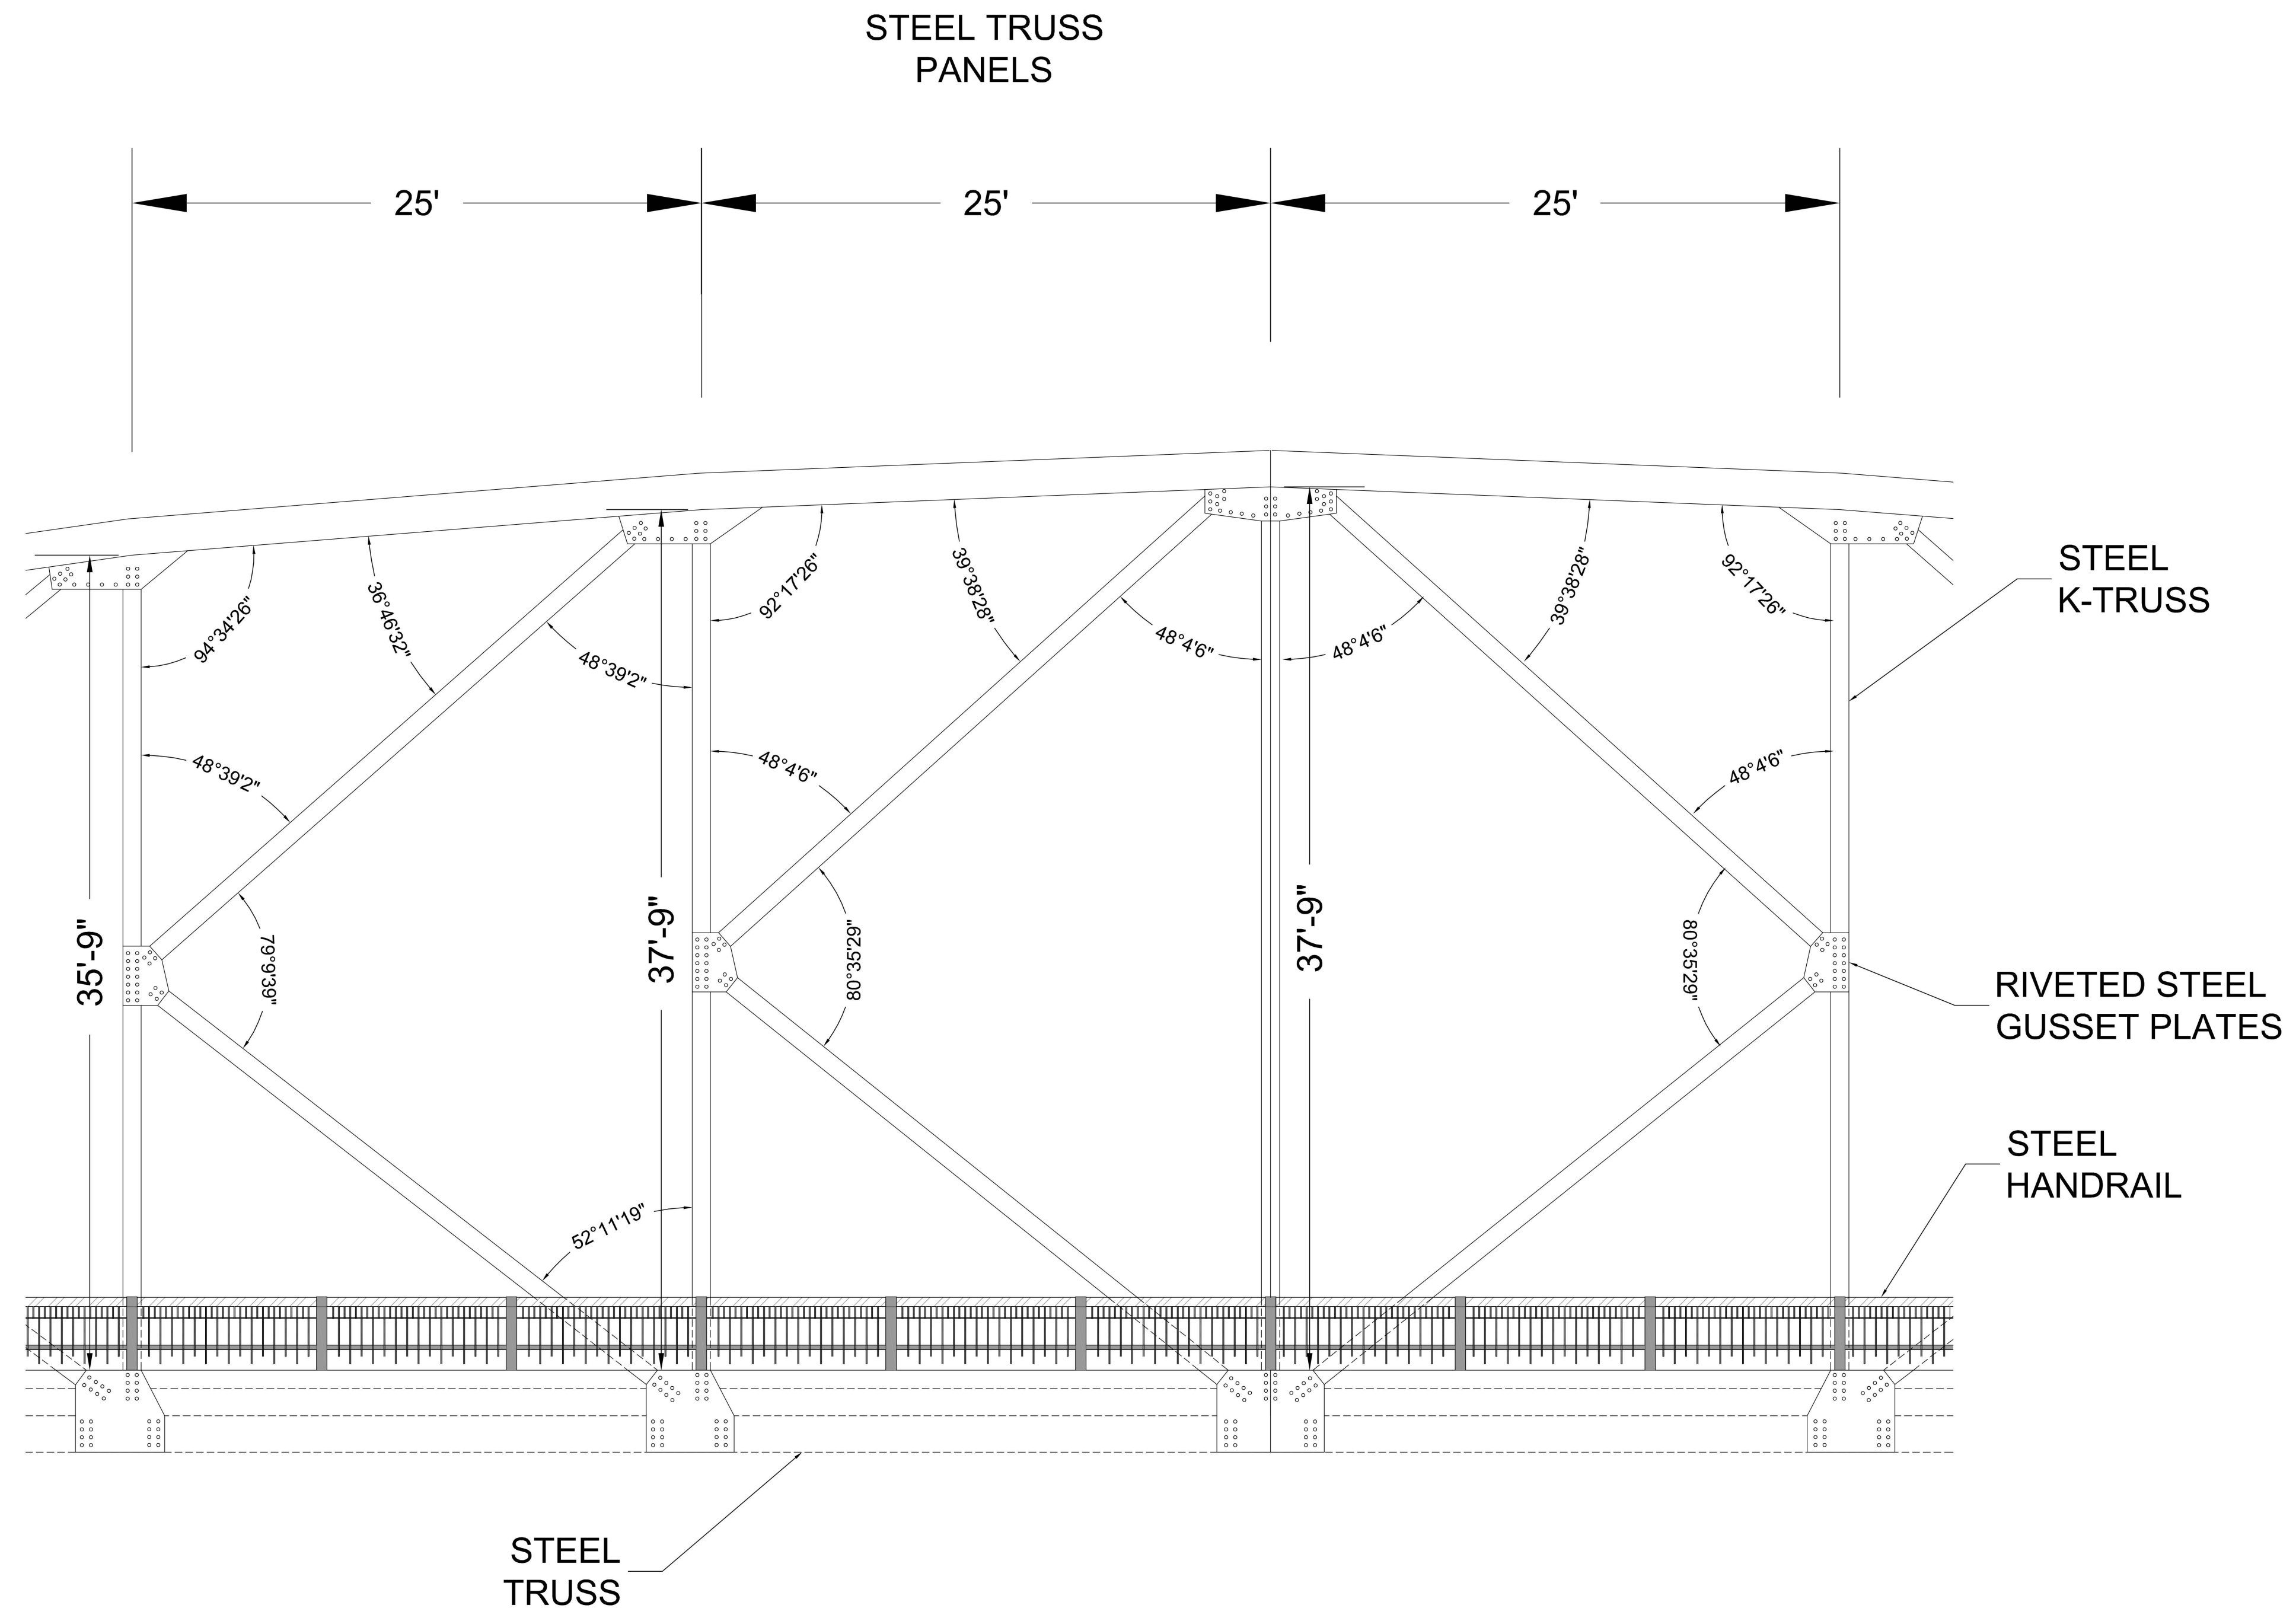 STEEL TRUSS
PANELS
25'
25'
25'
94°34'26"
36°46'32"
48°39'2"
92°17'26"
39°38'28"
48°4'6"
48°4'6"
39°38'28"
92°17'26"
STEEL
K-TRUSS
48°39'2"
48°4'6"
48°4'6"
35'-9"
79°9'39"
37'-9"
80°35'29"
37'-9"
80°35'29"
RIVETED STEEL
GUSSET PLATES
52°11'19"
STEEL
HANDRAIL
STEEL
TRUSS